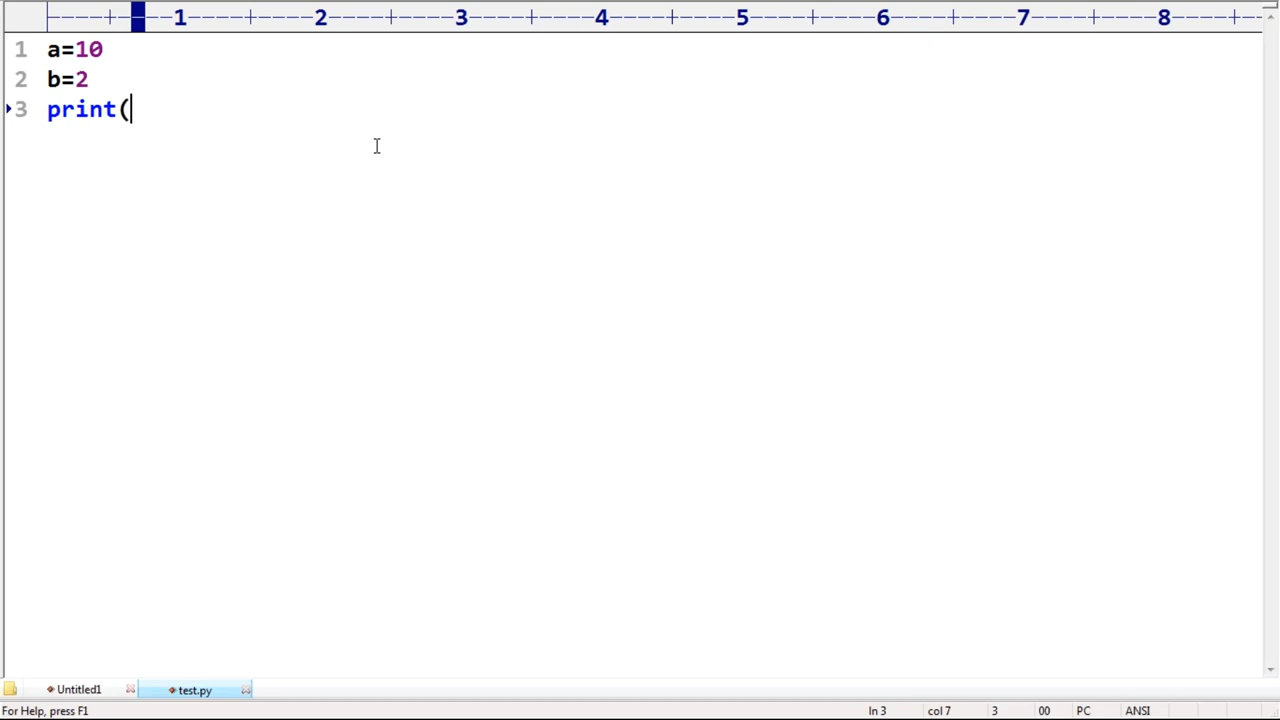 1 2 3 4 5 6 7 8
1 a=10
2 b=2
3 print(
Untitled1 test.py
For Help, press F1 ln 3 col 7 3 00 PC ANSI